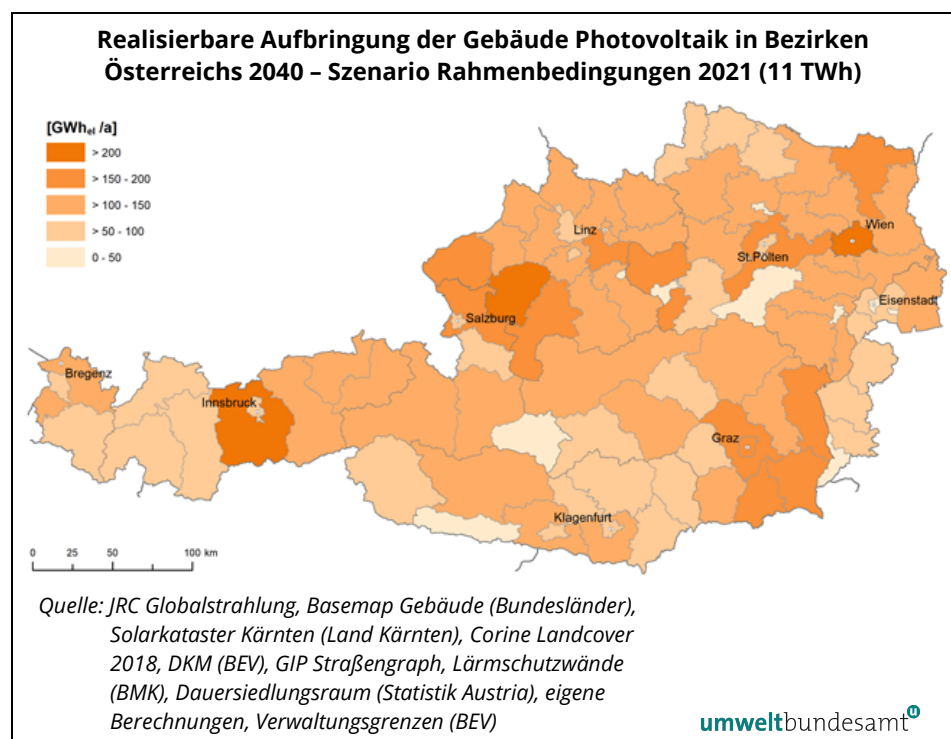 Realisierbare Aufbringung der Gebäude Photovoltaik in Bezirken
Österreichs 2040 – Szenario Rahmenbedingungen 2021 (11 TWh)
[GWhₑₗ /a]
> 200
> 150 - 200
> 100 - 150
> 50 - 100
0 - 50
Wien
Linz
St.Pölten
Eisenstadt
Salzburg
Bregenz
Innsbruck
Graz
Klagenfurt
0 25 50 100 km
Quelle: JRC Globalstrahlung, Basemap Gebäude (Bundesländer),
Solarkataster Kärnten (Land Kärnten), Corine Landcover
2018, DKM (BEV), GIP Straßengraph, Lärmschutzwände
(BMK), Dauersiedlungsraum (Statistik Austria), eigene
Berechnungen, Verwaltungsgrenzen (BEV)
umweltbundesamt u